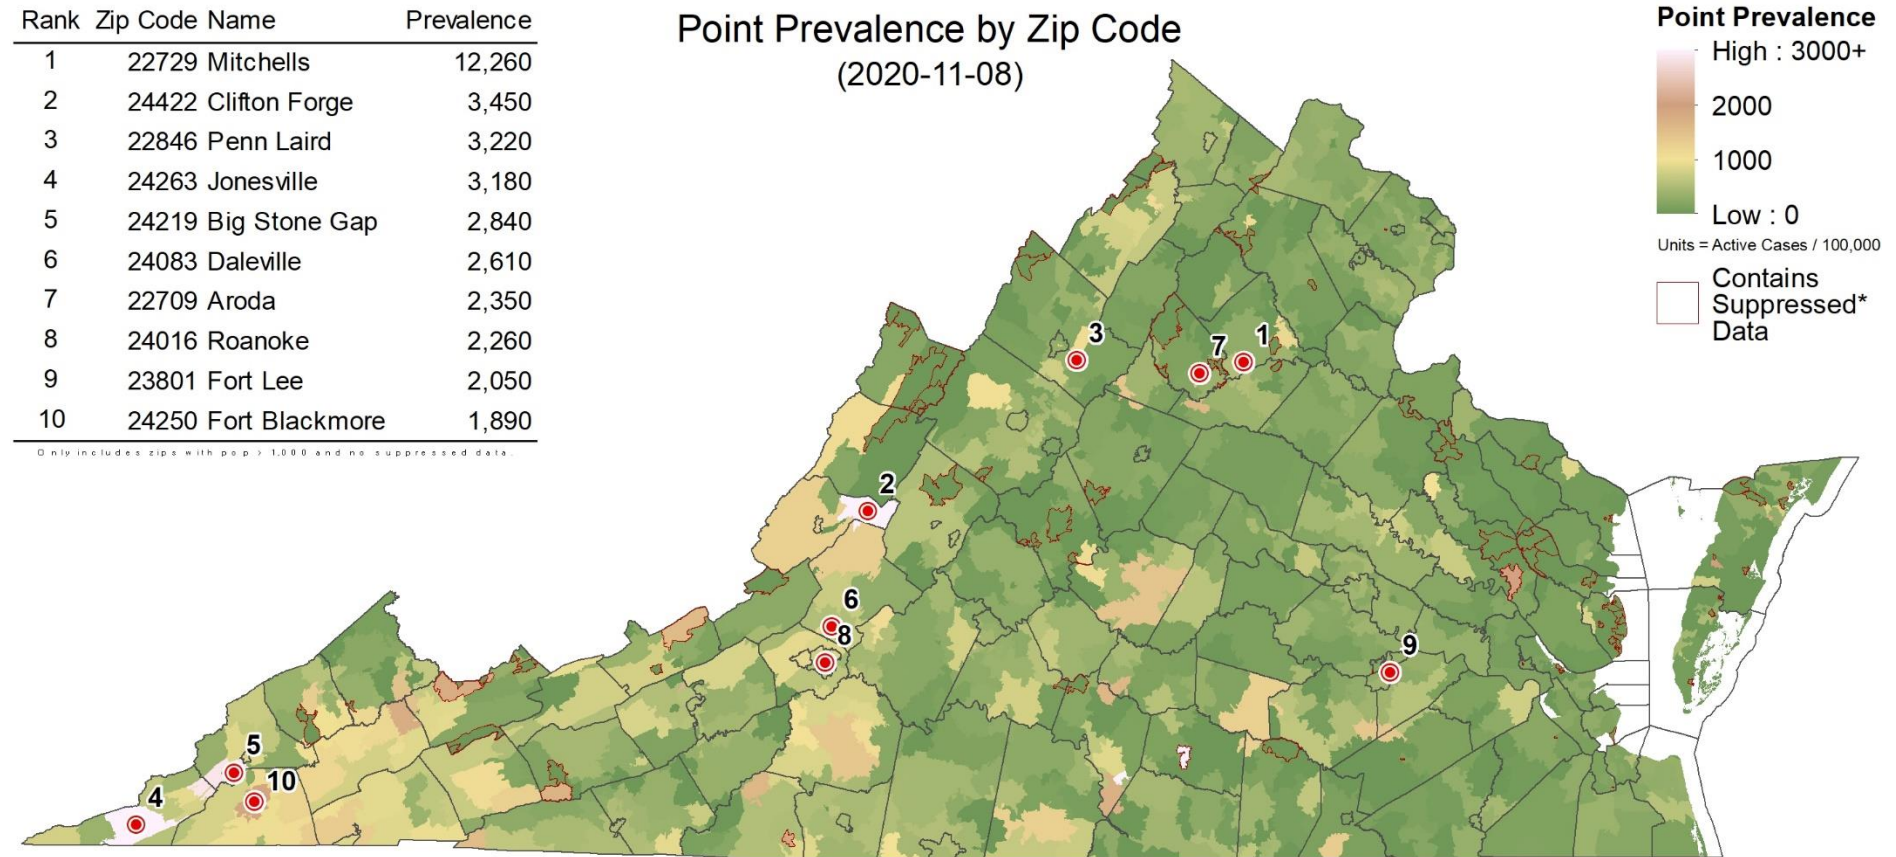 Rank Zip Code Name Prevalence
1 22729 Mitchells 12,260
2 24422 Clifton Forge 3,450
3 22846 Penn Laird 3,220
4 24263 Jonesville 3,180
5 24219 Big Stone Gap 2,840
6 24083 Daleville 2,610
7 22709 Aroda 2,350
8 24016 Roanoke 2,260
9 23801 Fort Lee 2,050
10 24250 Fort Blackmore 1,890
Only includes zips with pop > 1,000 and no suppressed data.
Point Prevalence by Zip Code
(2020-11-08)
Point Prevalence
High : 3000+
2000
1000
Low : 0
Units = Active Cases / 100,000
Contains
Suppressed*
Data
1
7
3
2
6
8
9
5
10
4